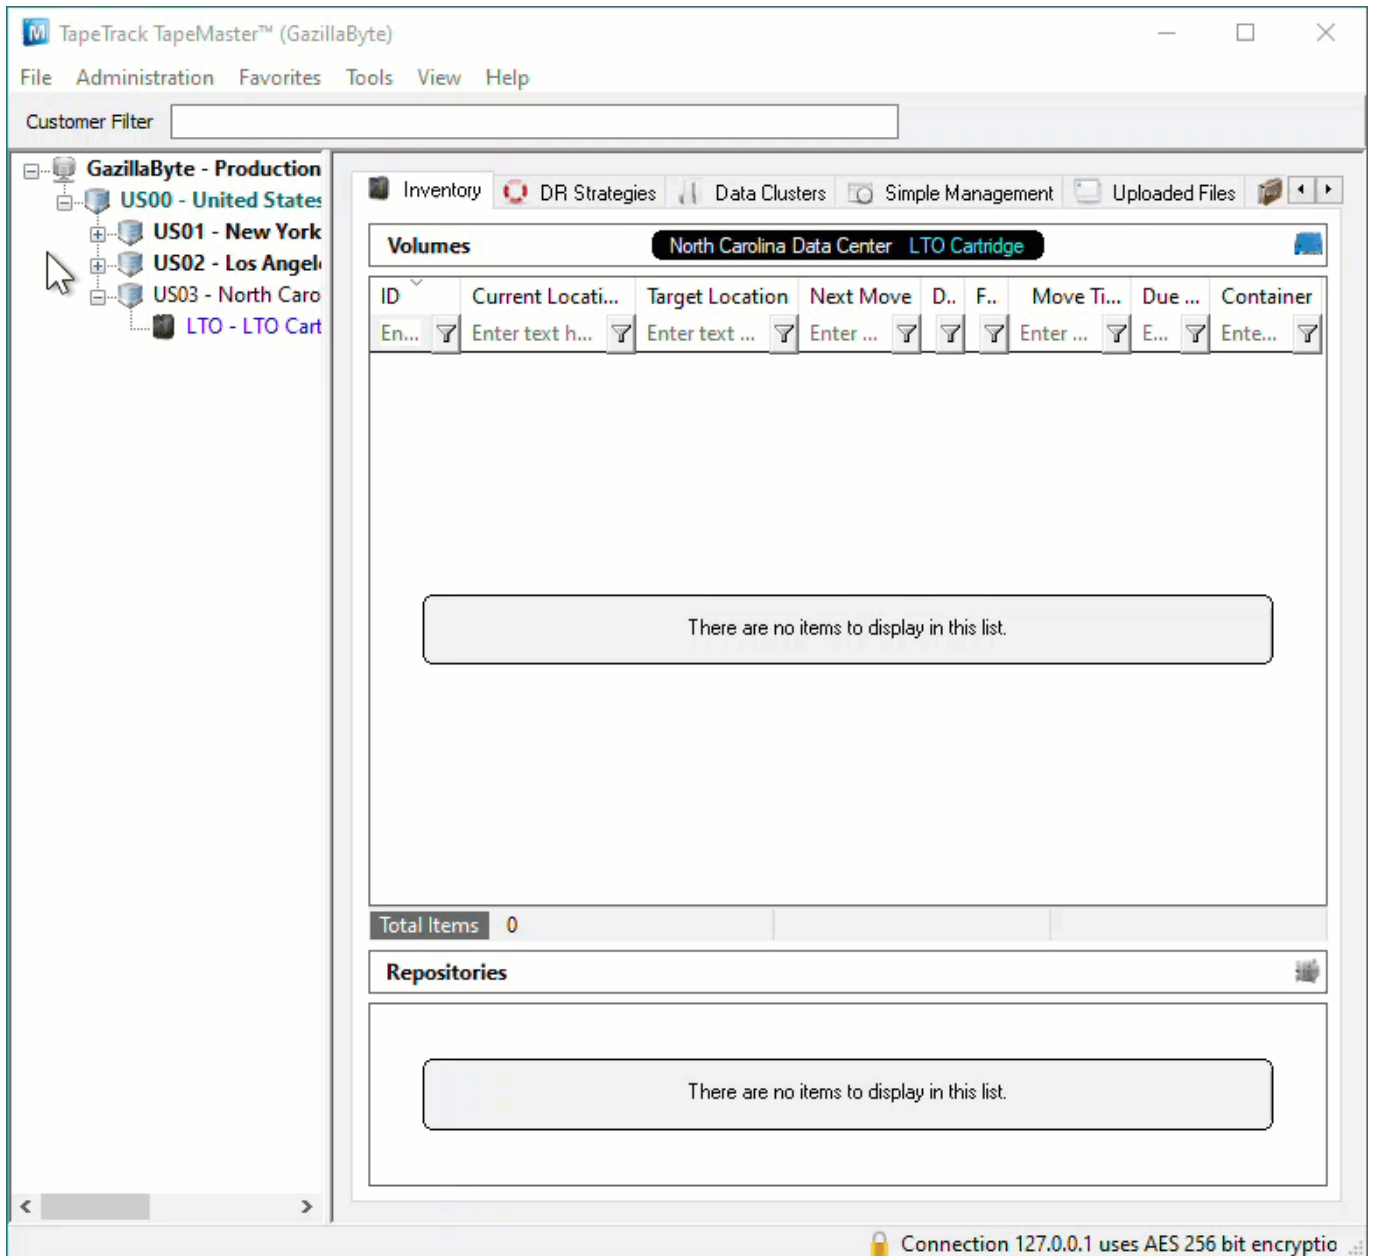 TapeTrack TapeMaster™ (GazillaByte)
File Administration Favorites Tools View Help
Customer Filter
GazillaByte - Production
US00 - United States
US01 - New York
US02 - Los Angel
US03 - North Caro
LTO - LTO Cart
Inventory DR Strategies Data Clusters Simple Management Uploaded Files
Volumes North Carolina Data Center LTO Cartridge
ID Current Locati... Target Location Next Move D.. F.. Move Ti... Due ... Container
En... Enter text h... Enter text ... Enter ... Enter ... E... Ente...
There are no items to display in this list.
Total Items 0
Repositories
There are no items to display in this list.
Connection 127.0.0.1 uses AES 256 bit encryptio